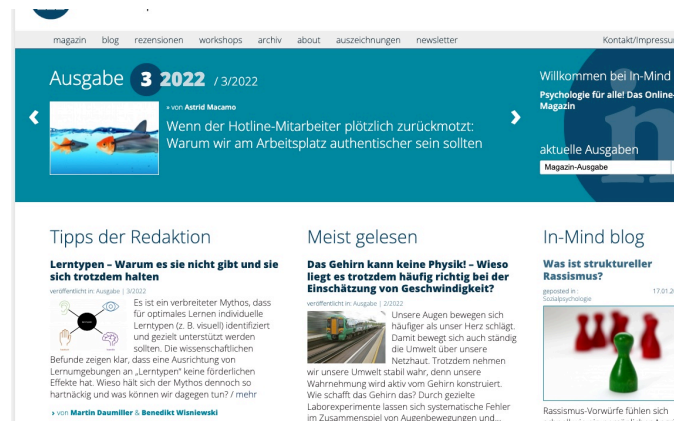 magazin blog rezensionen workshops archiv about auszeichnungen newsletter Kontakt/Impressum
Ausgabe 3 2022 / 3/2022
» von Astrid Macamo
Wenn der Hotline-Mitarbeiter plötzlich zurückmotzt:
Warum wir am Arbeitsplatz authentischer sein sollten
Willkommen bei In-Mind
Psychologie für alle! Das Online-
Magazin
aktuelle Ausgaben
Magazin-Ausgabe
Tipps der Redaktion
Lerntypen – Warum es sie nicht gibt und sie
sich trotzdem halten
veröffentlicht in: Ausgabe | 3/2022
Es ist ein verbreiteter Mythos, dass
für optimales Lernen individuelle
Lerntypen (z. B. visuell) identifiziert
und gezielt unterstützt werden
sollten. Die wissenschaftlichen
Befunde zeigen klar, dass eine Ausrichtung von
Lernumgebungen an „Lerntypen“ keine förderlichen
Effekte hat. Wieso hält sich der Mythos dennoch so
hartnäckig und was können wir dagegen tun? / mehr
› von Martin Daumiller & Benedikt Wisniewski
Meist gelesen
Das Gehirn kann keine Physik! – Wieso
liegt es trotzdem häufig richtig bei der
Einschätzung von Geschwindigkeit?
veröffentlicht in: Ausgabe | 2/2022
Unsere Augen bewegen sich
häufiger als unser Herz schlägt.
Damit bewegt sich auch ständig
die Umwelt über unsere
Netzhaut. Trotzdem nehmen
wir unsere Umwelt stabil wahr, denn unsere
Wahrnehmung wird aktiv vom Gehirn konstruiert.
Wie schafft das Gehirn das? Durch gezielte
Laborexperimente lassen sich systematische Fehler
im Zusammenspiel von Augenbewegungen und...
In-Mind blog
Was ist struktureller
Rassismus?
geposted in : 17.01.2
Sozialpsychologie
Rassismus-Vorwürfe fühlen sich